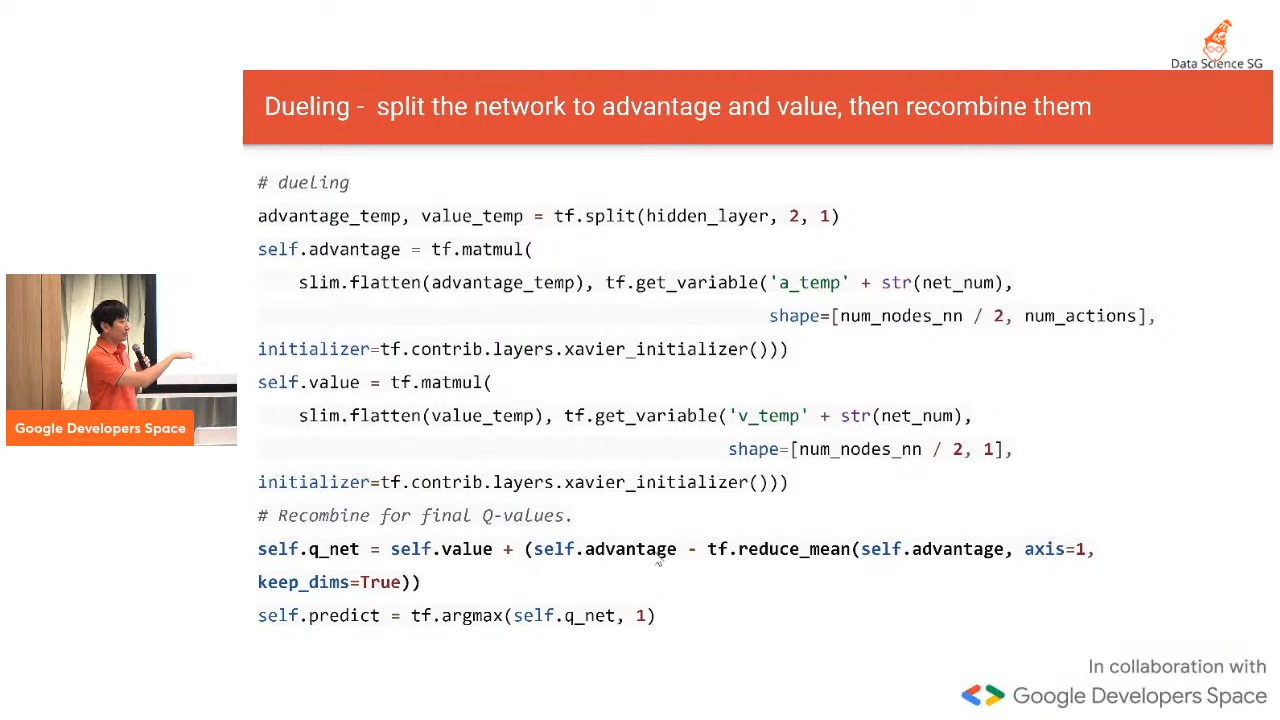 Data Science SG
Dueling - split the network to advantage and value, then recombine them
# dueling
advantage_temp, value_temp = tf.split(hidden_layer, 2, 1)
self.advantage = tf.matmul(
slim.flatten(advantage_temp), tf.get_variable('a_temp' + str(net_num),
shape=[num_nodes_nn / 2, num_actions],
initializer=tf.contrib.layers.xavier_initializer()))
self.value = tf.matmul(
slim.flatten(value_temp), tf.get_variable('v_temp' + str(net_num),
shape=[num_nodes_nn / 2, 1],
initializer=tf.contrib.layers.xavier_initializer()))
# Recombine for final Q-values.
self.q_net = self.value + (self.advantage - tf.reduce_mean(self.advantage, axis=1,
keep_dims=True))
self.predict = tf.argmax(self.q_net, 1)
Google Developers Space
In collaboration with
Google Developers Space